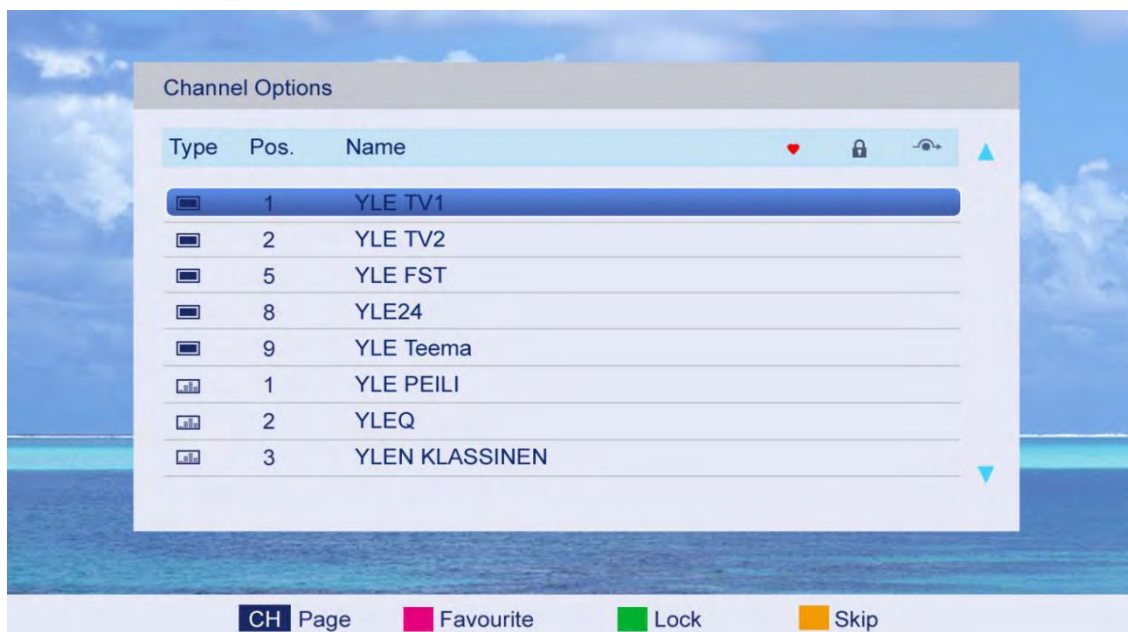 Channel Options
Type Pos. Name
1 YLE TV1
2 YLE TV2
5 YLE FST
8 YLE24
9 YLE Teema
1 YLE PEILI
2 YLEQ
3 YLEN KLASSINEN
CH Page Favourite Lock Skip